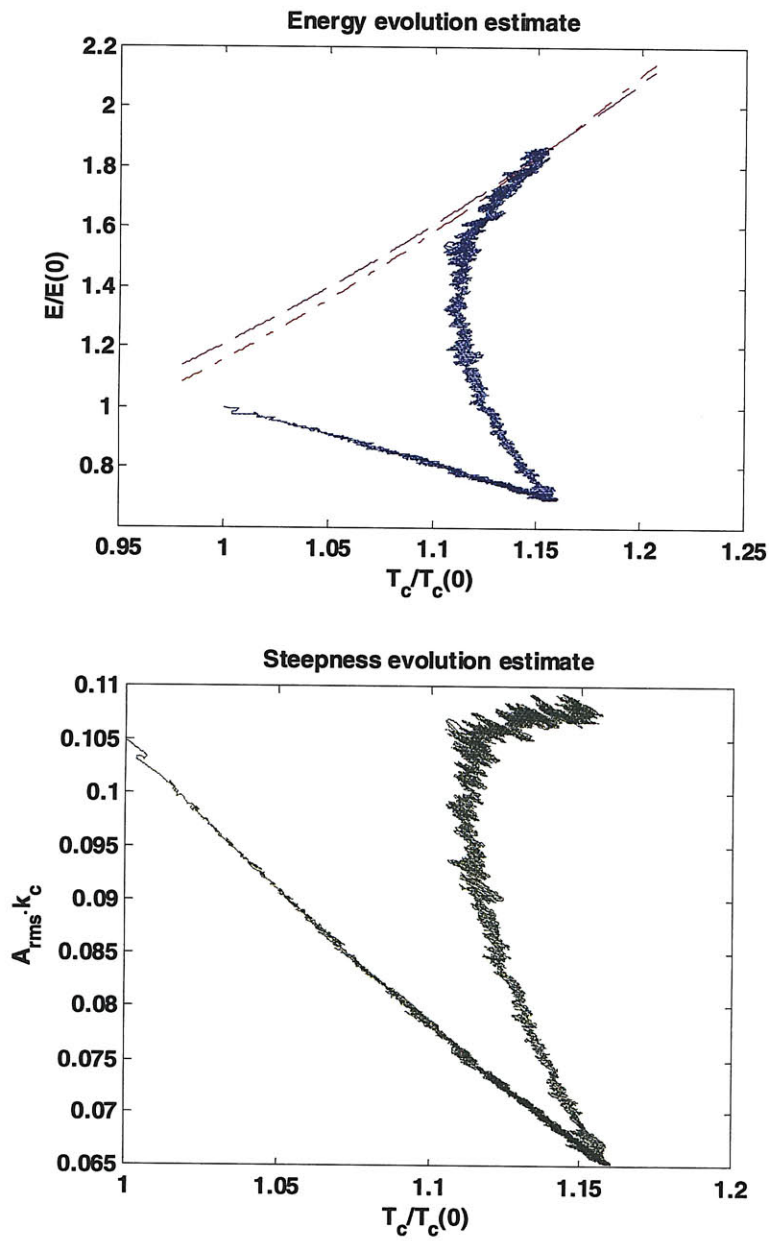 Energy evolution estimate
2.2
2
1.8
1.6
1.4
1.2
1
0.8
E/E(0)
0.95 1 1.05 1.1 1.15 1.2 1.25
T_c/T_c(0)
Steepness evolution estimate
0.11
0.105
0.1
0.095
0.09
0.085
0.08
0.075
0.07
0.065
A_rms.k_c
1 1.05 1.1 1.15 1.2
T_c/T_c(0)